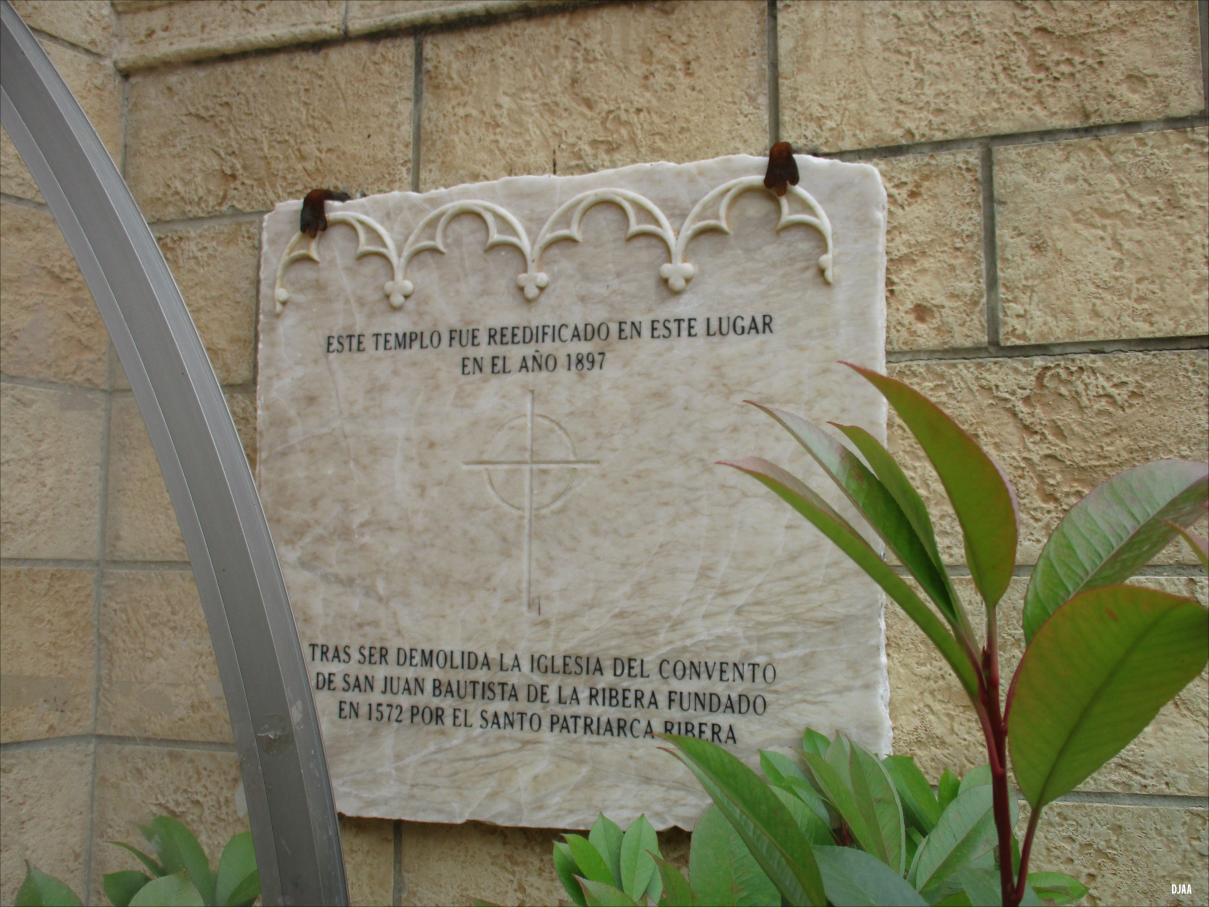 ESTE TEMPLO FUE REEDIFICADO EN ESTE LUGAR
EN EL AÑO 1897
TRAS SER DEMOLIDA LA IGLESIA DEL CONVENTO
DE SAN JUAN BAUTISTA DE LA RIBERA FUNDADO
EN 1572 POR EL SANTO PATRIARCA RIBERA
DJAA